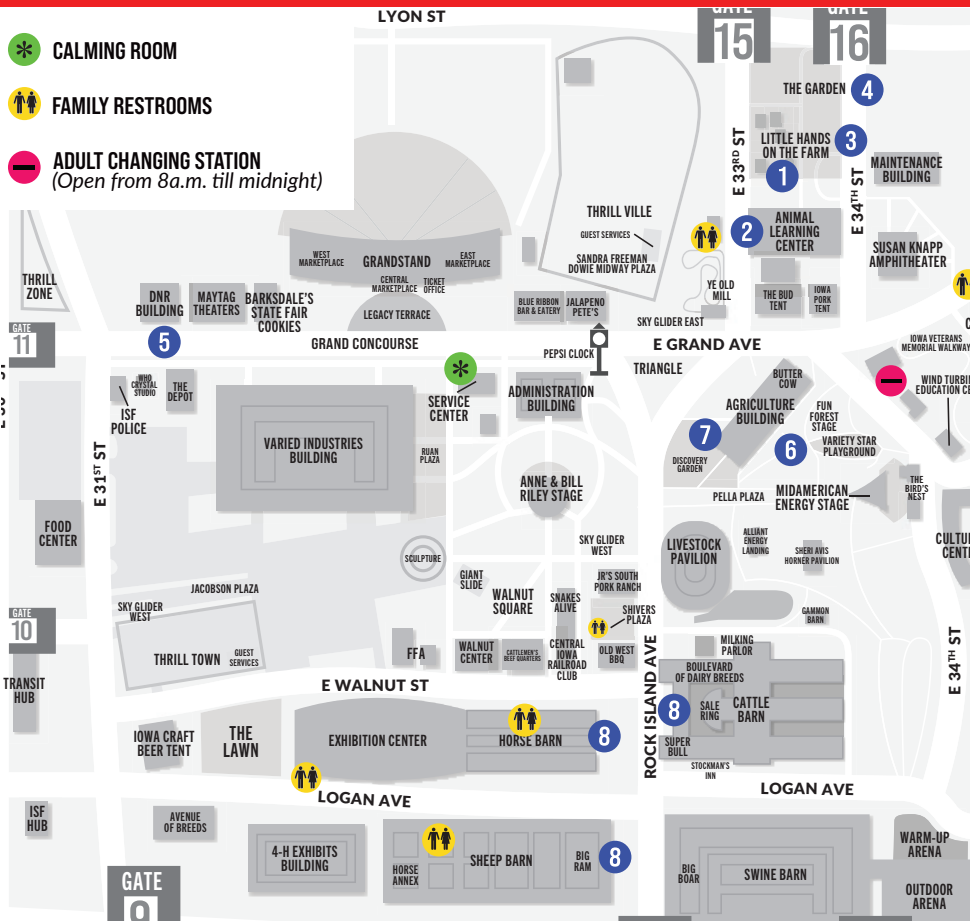 LYON ST
GATE
15
GATE
16
CALMING ROOM
FAMILY RESTROOMS
ADULT CHANGING STATION
(Open from 8a.m. till midnight)
THE GARDEN
4
E 33RD ST
LITTLE HANDS
ON THE FARM
3
1
MAINTENANCE
BUILDING
E 34TH ST
THRILL VILLE
GUEST SERVICES
SANDRA FREEMAN
DOWIE MIDWAY PLAZA
2
ANIMAL
LEARNING
CENTER
SUSAN KNAPP
AMPHITHEATER
WEST
MARKETPLACE
GRANDSTAND
EAST
MARKETPLACE
CENTRAL
MARKETPLACE
TICKET
OFFICE
LEGACY TERRACE
THRILL
ZONE
DNR
BUILDING
MAYTAG
THEATERS
BARKSDALE'S
STATE FAIR
COOKIES
BLUE RIBBON
BAR & EATERY
JALAPENO
PETE'S
YE OLD
MILL
THE BUD
TENT
IOWA
PORK
TENT
SKY GLIDER EAST
GATE
11
5
GRAND CONCOURSE
PEPSI CLOCK
E GRAND AVE
IOWA VETERANS
MEMORIAL WALKWAY
TRIANGLE
WHO
CRYSTAL
STUDIO
THE
DEPOT
ISF
POLICE
SERVICE
CENTER
ADMINISTRATION
BUILDING
BUTTER
COW
AGRICULTURE
BUILDING
FUN
FOREST
STAGE
WIND TURBI
EDUCATION CE
7
6
VARIETY STAR
PLAYGROUND
DISCOVERY
GARDEN
E 31ST ST
VARIED INDUSTRIES
BUILDING
RUAN
PLAZA
ANNE & BILL
RILEY STAGE
PELLA PLAZA
MIDAMERICAN
ENERGY STAGE
THE
BIRD'S
NEST
FOOD
CENTER
SCULPTURE
SKY GLIDER
WEST
LIVESTOCK
PAVILION
ALLIANT
ENERGY
LANDING
SHERI AVIS
HORNER PAVILION
CULTU
CENT
JACOBSON PLAZA
GIANT
SLIDE
WALNUT
SQUARE
SNAKES
ALIVE
JR'S SOUTH
PORK RANCH
SHIVERS
PLAZA
GAMMON
BARN
SKY GLIDER
WEST
GATE
10
THRILL TOWN
GUEST
SERVICES
FFA
WALNUT
CENTER
CATTLEMEN'S
BEEF QUARTERS
CENTRAL
IOWA
RAILROAD
CLUB
OLD WEST
BBQ
ROCK ISLAND AVE
MILKING
PARLOR
BOULEVARD
OF DAIRY BREEDS
E 34TH ST
TRANSIT
HUB
E WALNUT ST
8
SALE
RING
CATTLE
BARN
SUPER
BULL
STOCKMAN'S
INN
IOWA CRAFT
BEER TENT
THE
LAWN
EXHIBITION CENTER
HORSE BARN
8
LOGAN AVE
LOGAN AVE
ISF
HUB
AVENUE
OF BREEDS
4-H EXHIBITS
BUILDING
HORSE
ANNEX
SHEEP BARN
BIG
RAM
8
BIG
BOAR
SWINE BARN
WARM-UP
ARENA
OUTDOOR
ARENA
GATE
9